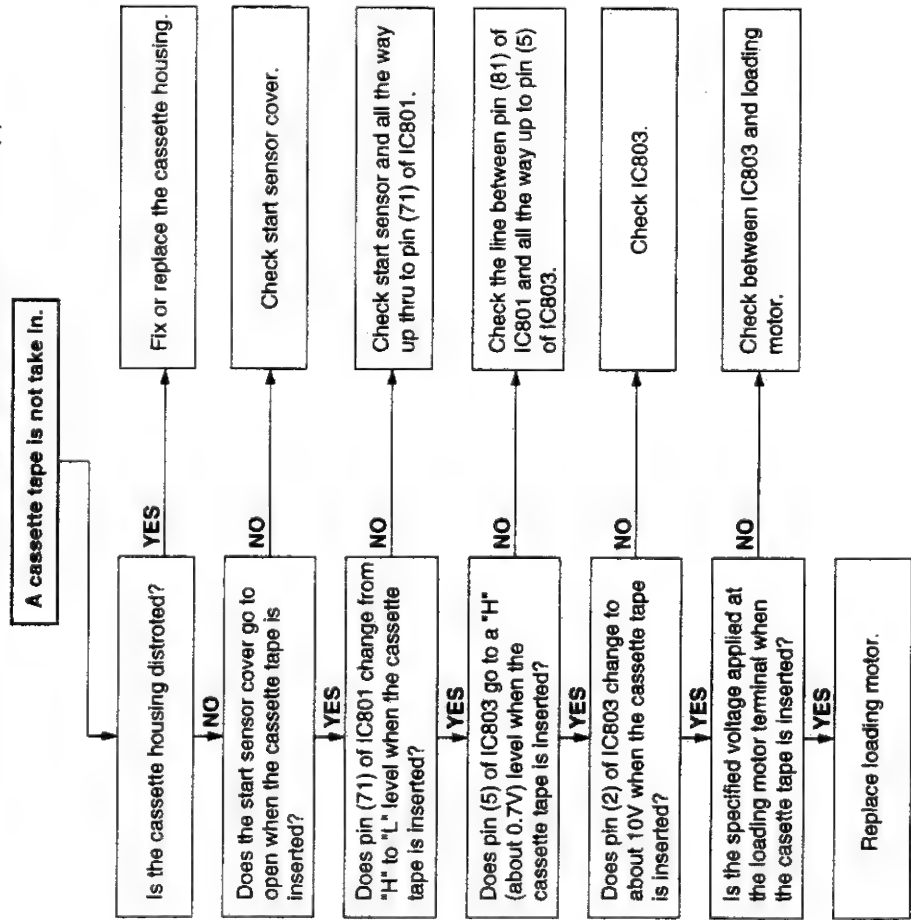 A cassette tape is not take in.
Is the cassette housing distroted?
YES
Fix or replace the cassette housing.
NO
Does the start sensor cover go to
open when the cassette tape is
inserted?
NO
Check start sensor cover.
YES
Does pin (71) of IC801 change from
"H" to "L" level when the cassette
tape is inserted?
NO
Check start sensor and all the way
up thru to pin (71) of IC801.
YES
Does pin (5) of IC803 go to a "H"
(about 0.7V) level when the
cassette tape is inserted?
NO
Check the line between pin (81) of
IC801 and all the way up to pin (5)
of IC803.
YES
Does pin (2) of IC803 change to
about 10V when the cassette tape
is inserted?
NO
Check IC803.
YES
Is the specified voltage applied at
the loading motor terminal when
the casette tape is inserted?
NO
Check between IC803 and loading
motor.
YES
Replace loading motor.